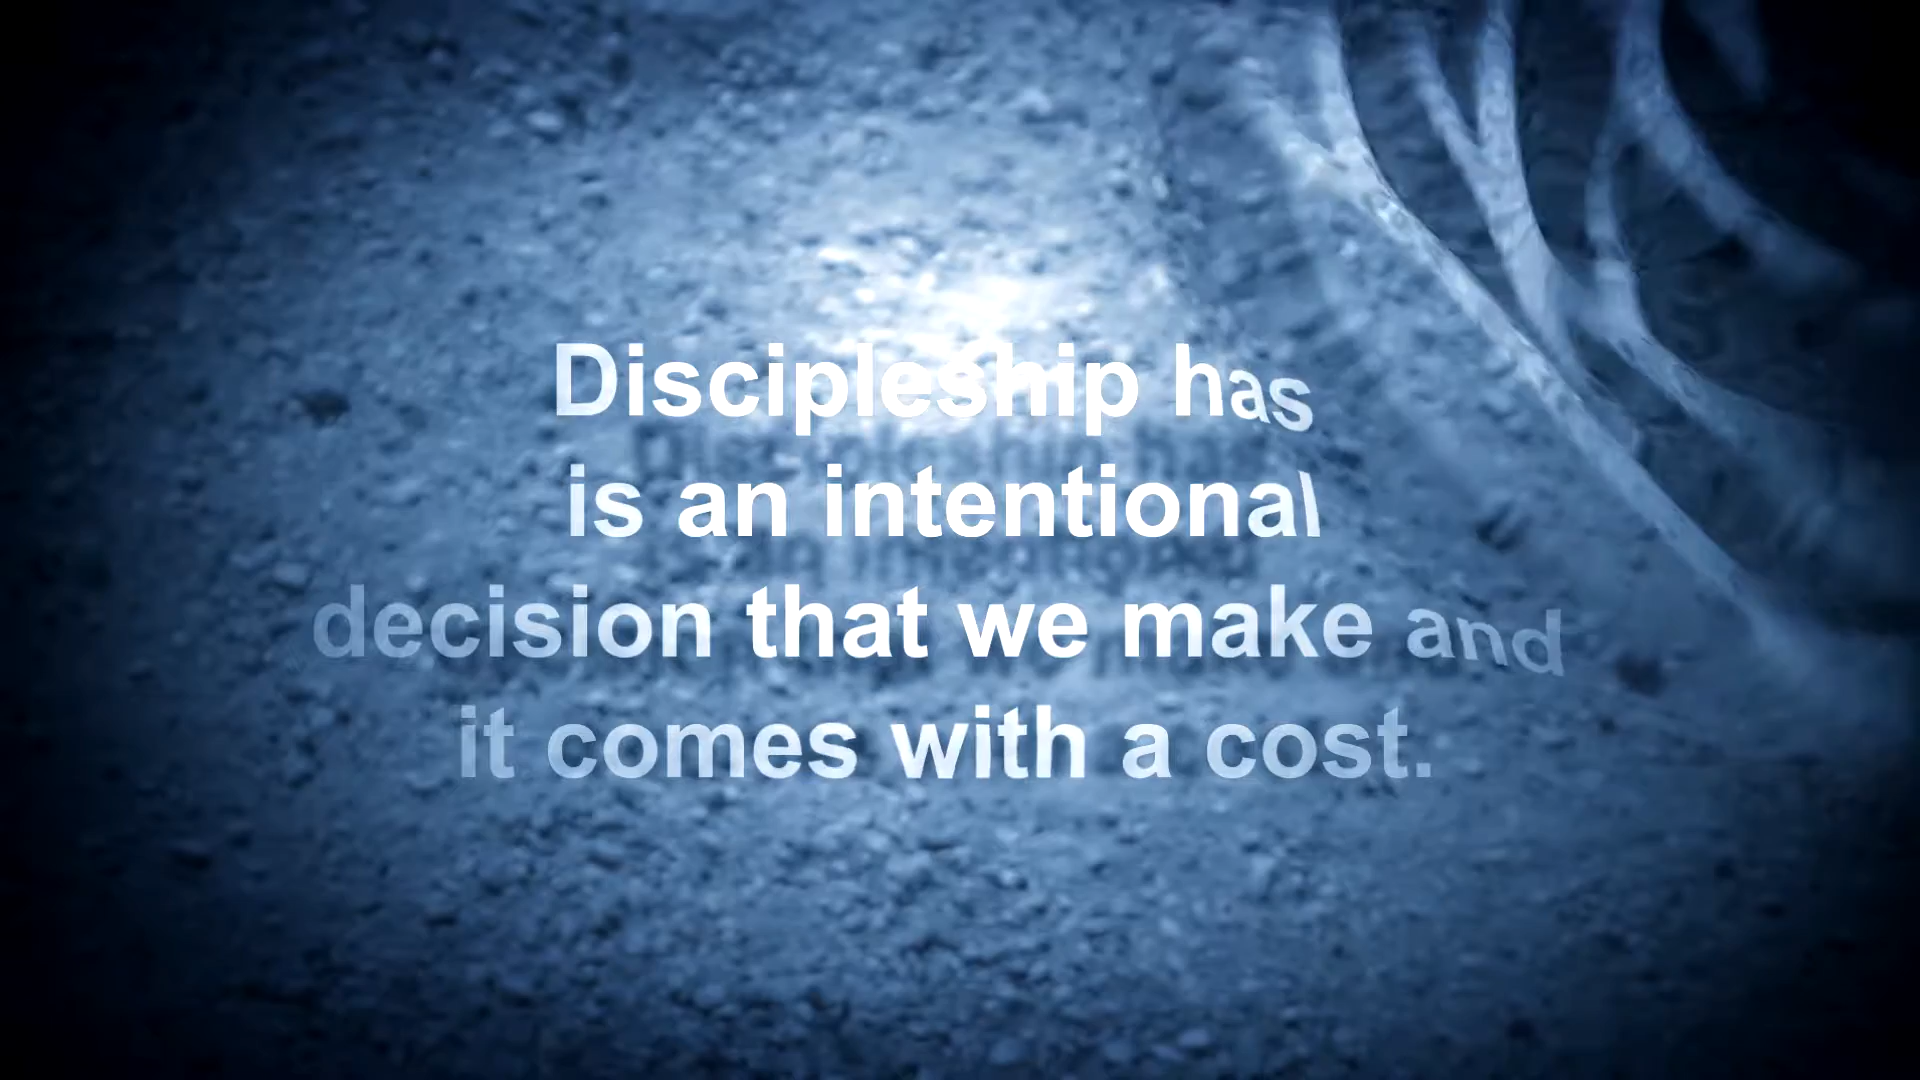 Discipleship has
is an intentional
decision that we make and
it comes with a cost.